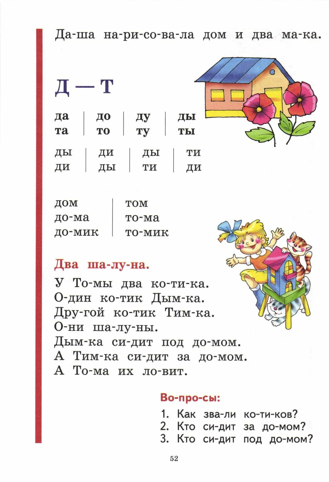 Да-ша на-ри-со-ва-ла дом и два ма-ка.
Д — Т
да до ду ды
та то ту ты
ды ди ды ти
ди ды ти ди
дом том
до-ма то-ма
до-мик то-мик
Два ша-лу-на.
У То-мы два ко-ти-ка.
О-дин ко-тик Дым-ка.
Дру-гой ко-тик Тим-ка.
О-ни ша-лу-ны.
Дым-ка си-дит под до-мом.
А Тим-ка си-дит за до-мом.
А То-ма их ло-вит.
Во-про-сы:
1. Как зва-ли ко-ти-ков?
2. Кто си-дит за до-мом?
3. Кто си-дит под до-мом?
52